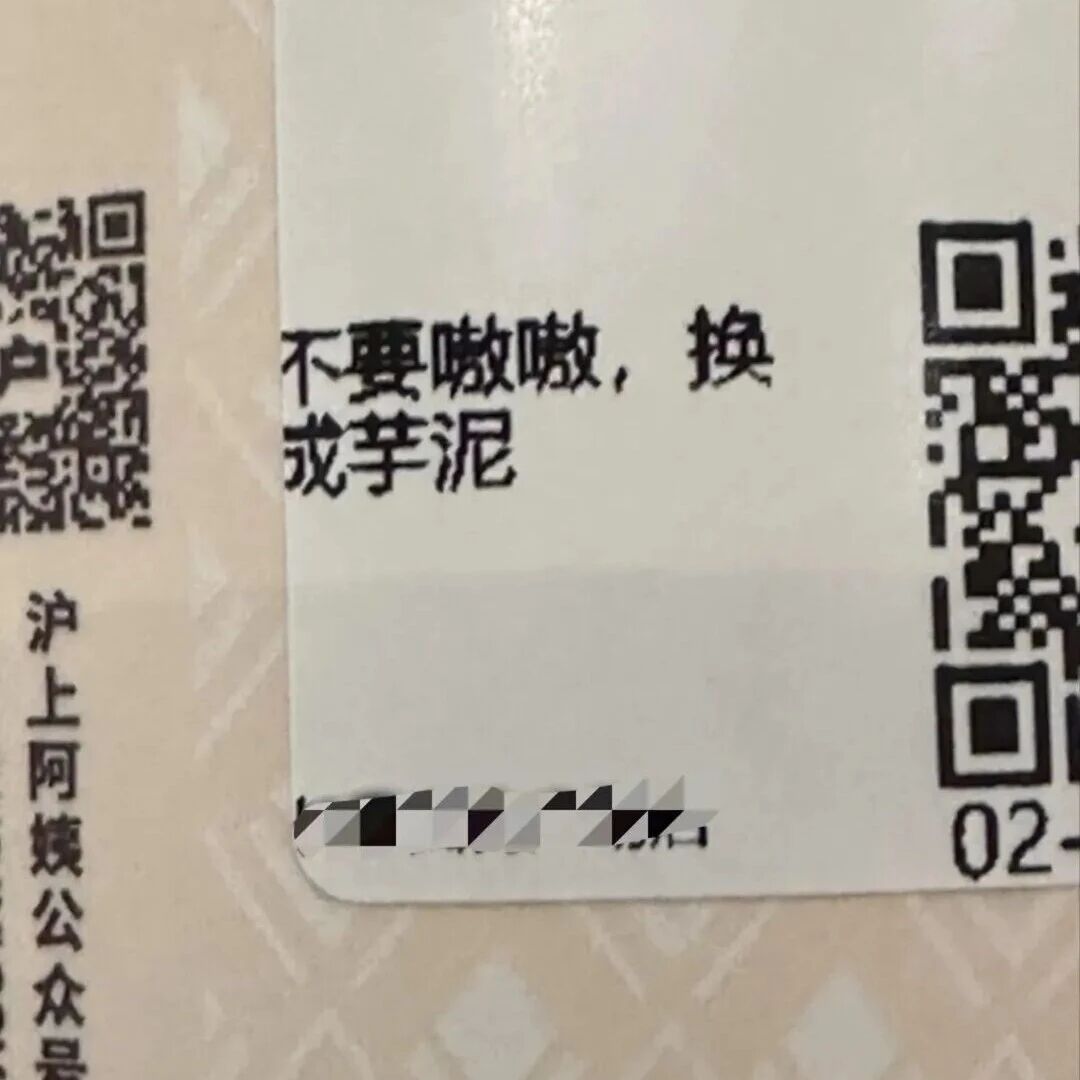 不要嗷嗷，换
成芋泥
02-
沪上阿姨公众号